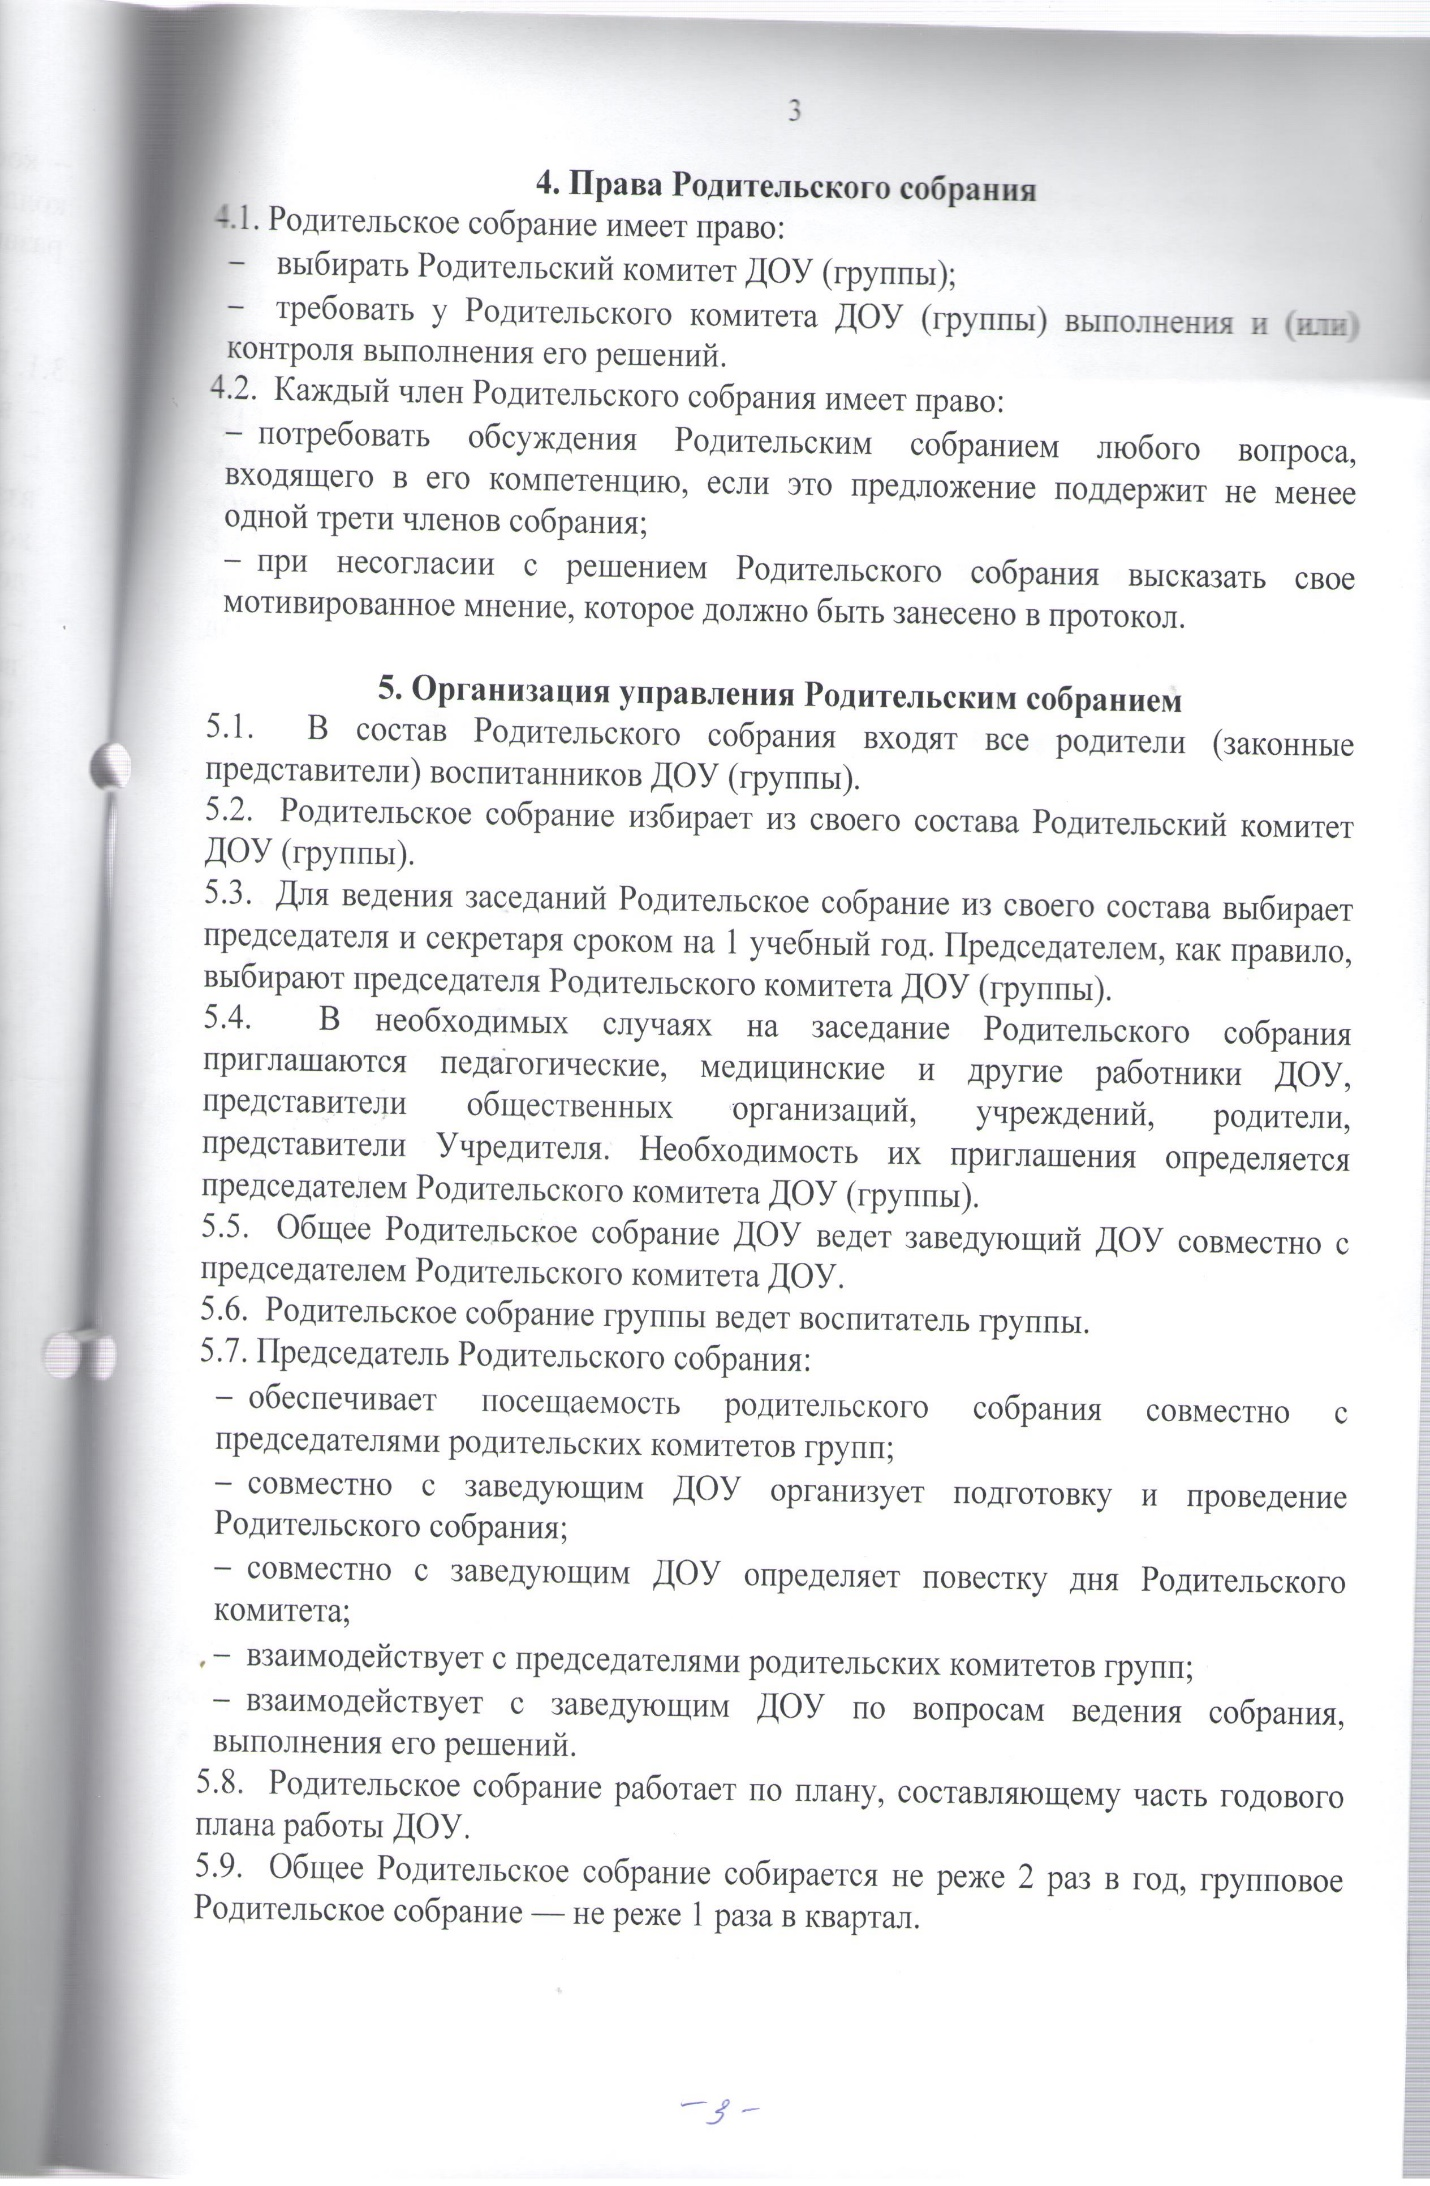 3
4. Права Родительского собрания
4.1. Родительское собрание имеет право:
– выбирать Родительский комитет ДОУ (группы);
– требовать у Родительского комитета ДОУ (группы) выполнения и (или)
контроля выполнения его решений.
4.2. Каждый член Родительского собрания имеет право:
– потребовать обсуждения Родительским собранием любого вопроса,
входящего в его компетенцию, если это предложение поддержит не менее
одной трети членов собрания;
– при несогласии с решением Родительского собрания высказать свое
мотивированное мнение, которое должно быть занесено в протокол.
5. Организация управления Родительским собранием
5.1. В состав Родительского собрания входят все родители (законные
представители) воспитанников ДОУ (группы).
5.2. Родительское собрание избирает из своего состава Родительский комитет
ДОУ (группы).
5.3. Для ведения заседаний Родительское собрание из своего состава выбирает
председателя и секретаря сроком на 1 учебный год. Председателем, как правило,
выбирают председателя Родительского комитета ДОУ (группы).
5.4. В необходимых случаях на заседание Родительского собрания
приглашаются педагогические, медицинские и другие работники ДОУ,
представители общественных организаций, учреждений, родители,
представители Учредителя. Необходимость их приглашения определяется
председателем Родительского комитета ДОУ (группы).
5.5. Общее Родительское собрание ДОУ ведет заведующий ДОУ совместно с
председателем Родительского комитета ДОУ.
5.6. Родительское собрание группы ведет воспитатель группы.
5.7. Председатель Родительского собрания:
– обеспечивает посещаемость родительского собрания совместно с
председателями родительских комитетов групп;
– совместно с заведующим ДОУ организует подготовку и проведение
Родительского собрания;
– совместно с заведующим ДОУ определяет повестку дня Родительского
комитета;
– взаимодействует с председателями родительских комитетов групп;
– взаимодействует с заведующим ДОУ по вопросам ведения собрания,
выполнения его решений.
5.8. Родительское собрание работает по плану, составляющему часть годового
плана работы ДОУ.
5.9. Общее Родительское собрание собирается не реже 2 раз в год, групповое
Родительское собрание — не реже 1 раза в квартал.
– 3 –